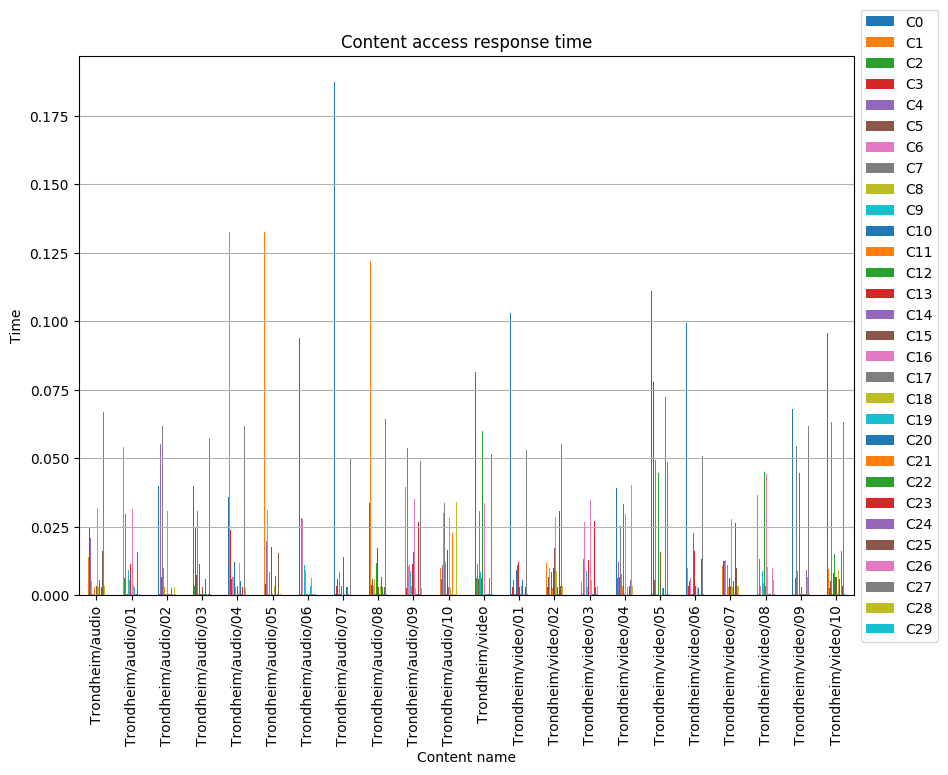 Content access response time
Time
0.175
0.150
0.125
0.100
0.075
0.050
0.025
0.000
Trondheim/audio
Trondheim/audio/01
Trondheim/audio/02
Trondheim/audio/03
Trondheim/audio/04
Trondheim/audio/05
Trondheim/audio/06
Trondheim/audio/07
Trondheim/audio/08
Trondheim/audio/09
Trondheim/audio/10
Trondheim/video
Trondheim/video/01
Trondheim/video/02
Trondheim/video/03
Trondheim/video/04
Trondheim/video/05
Trondheim/video/06
Trondheim/video/07
Trondheim/video/08
Trondheim/video/09
Trondheim/video/10
Content name
C0
C1
C2
C3
C4
C5
C6
C7
C8
C9
C10
C11
C12
C13
C14
C15
C16
C17
C18
C19
C20
C21
C22
C23
C24
C25
C26
C27
C28
C29